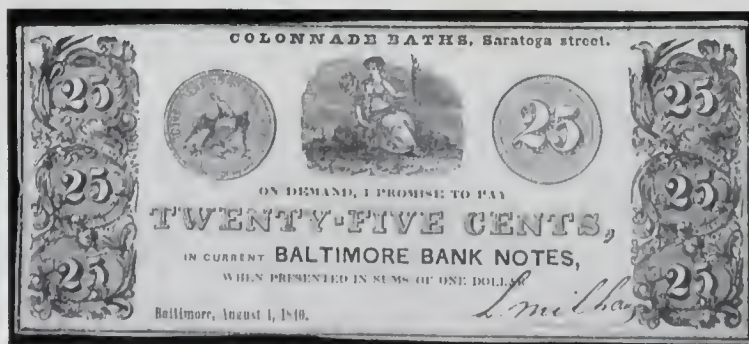 COLONNADE BATHS, Saratoga street.
25 25
25
ON DEMAND, I PROMISE TO PAY
25 25
TWENTY-FIVE CENTS,
IN CURRENT BALTIMORE BANK NOTES,
WHEN PRESENTED IN SUMS OF ONE DOLLAR
25 25
Baltimore, August 1, 1840.